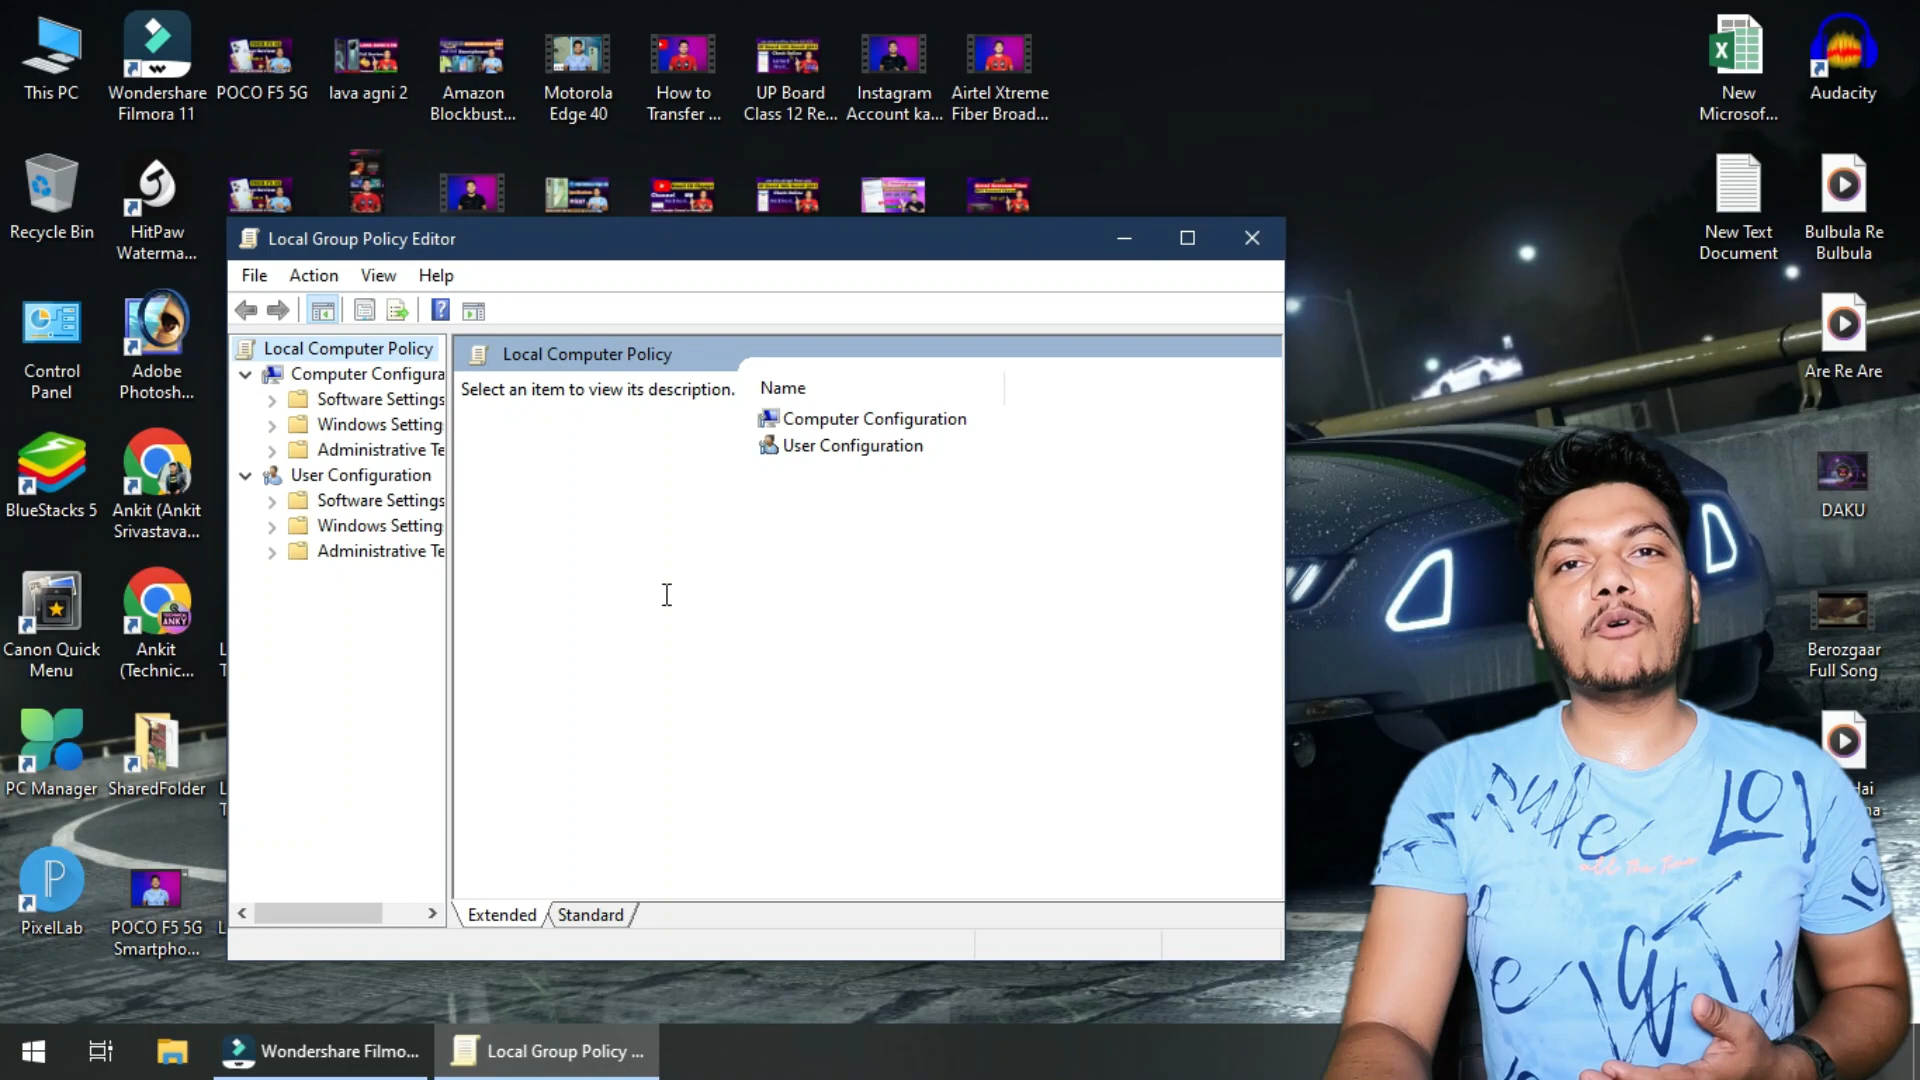 This PC
Wondershare
Filmora 11
POCO F5 5G
lava agni 2
Amazon
Blockbust...
Motorola
Edge 40
How to
Transfer ...
UP Board
Class 12 Re...
Instagram
Account ka...
Airtel Xtreme
Fiber Broad...
New
Microsof...
Audacity
Recycle Bin
HitPaw
Waterma...
New Text
Document
Bulbula Re
Bulbula
Local Group Policy Editor
File
Action
View
Help
Control
Panel
Adobe
Photosh...
Are Re Are
Local Computer Policy
Computer Configura
Software Settings
Windows Setting
Administrative Te
User Configuration
Software Settings
Windows Setting
Administrative Te
Local Computer Policy
Select an item to view its description.
Name
Computer Configuration
User Configuration
BlueStacks 5
Ankit (Ankit
Srivastava...
DAKU
Canon Quick
Menu
Ankit
(Technic...
Berozgaar
Full Song
PC Manager
SharedFolder
Hai
PixelLab
POCO F5 5G
Smartpho...
Extended
Standard
Wondershare Filmo...
Local Group Policy ...